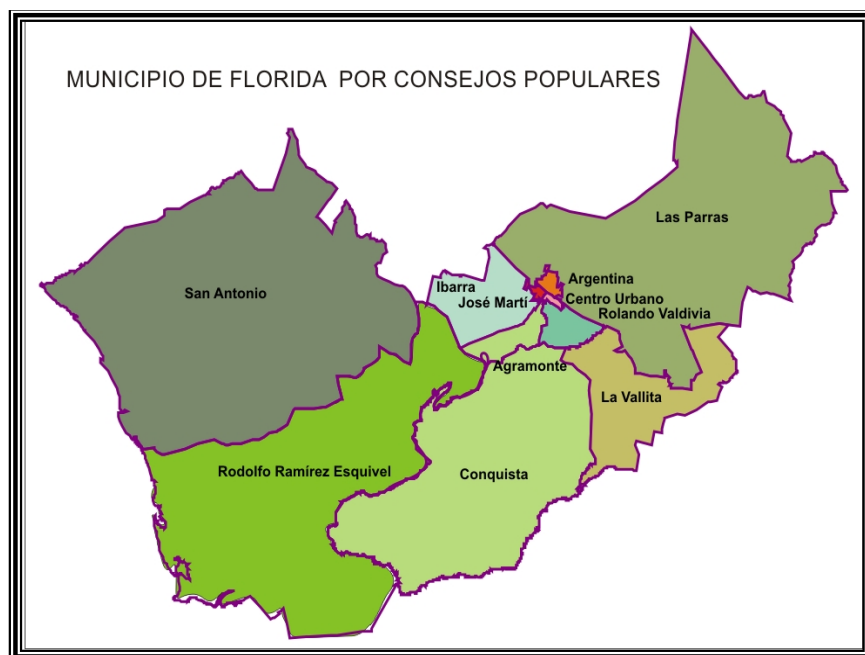 MUNICIPIO DE FLORIDA POR CONSEJOS POPULARES
Las Parras
Argentina
Ibarra
San Antonio
José Martí
Centro Urbano
Rolando Valdivia
Agramonte
La Vallita
Rodolfo Ramírez Esquivel
Conquista